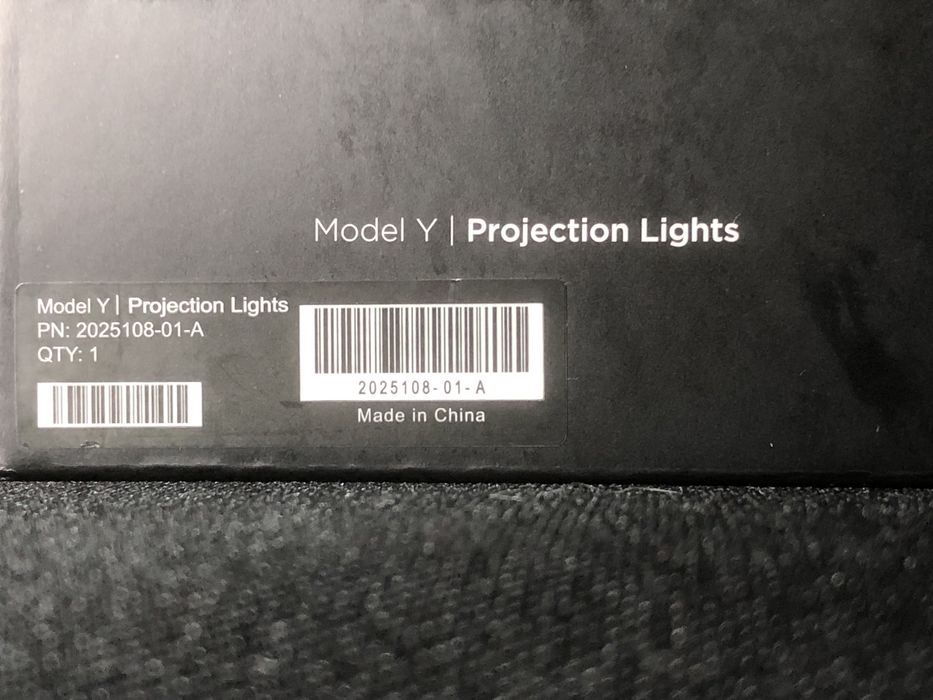 Model Y | Projection Lights
Model Y | Projection Lights
PN: 2025108-01-A
QTY: 1
2025108-01-A
Made in China